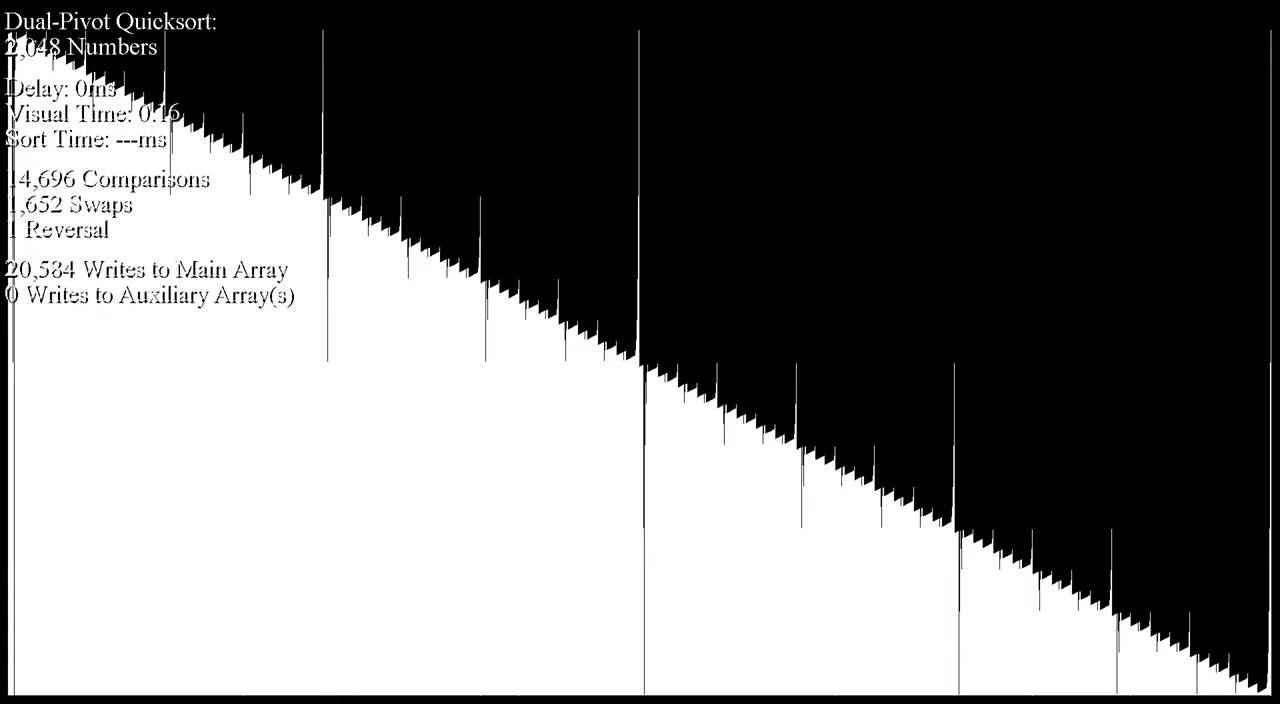 Dual-Pivot Quicksort:
2,048 Numbers
Delay: 0ms
Visual Time: 0:16
Sort Time: ---ms
14,696 Comparisons
1,652 Swaps
1 Reversal
20,584 Writes to Main Array
0 Writes to Auxiliary Array(s)